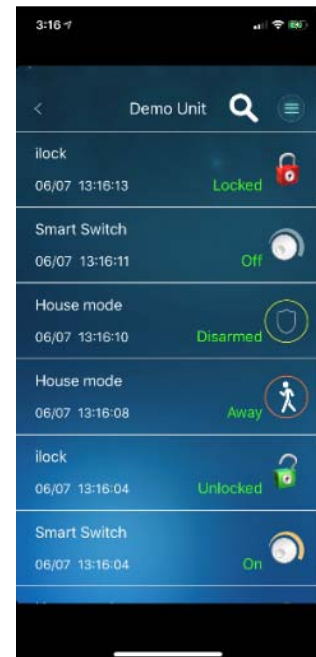 3:16
Demo Unit
ilock
06/07 13:16:13 Locked
Smart Switch
06/07 13:16:11 Off
House mode
06/07 13:16:10 Disarmed
House mode
06/07 13:16:08 Away
ilock
06/07 13:16:04 Unlocked
Smart Switch
06/07 13:16:04 On